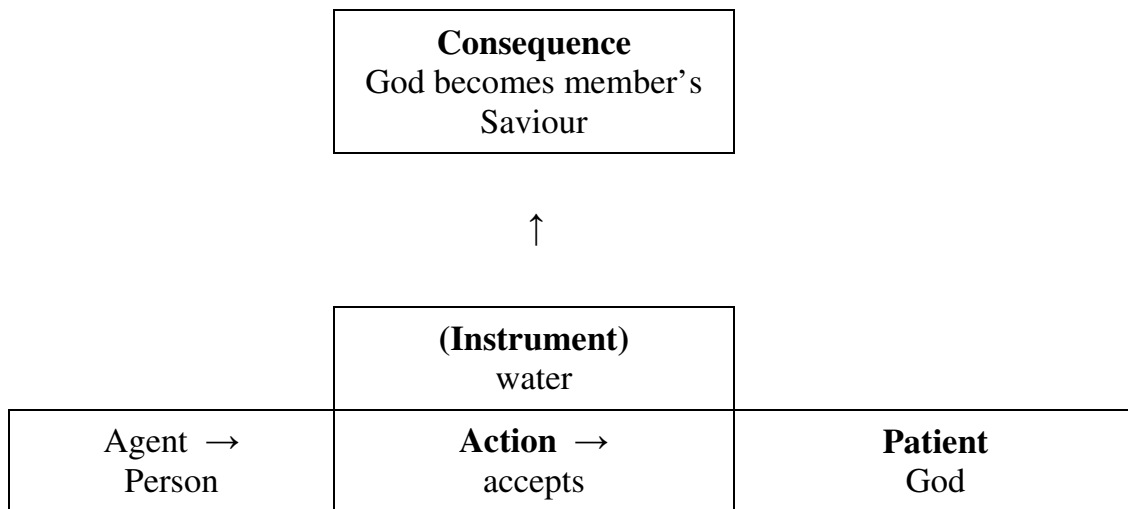 Consequence
God becomes member’s
Saviour
↑
(Instrument)
water
Agent → Action → Patient
Person accepts God